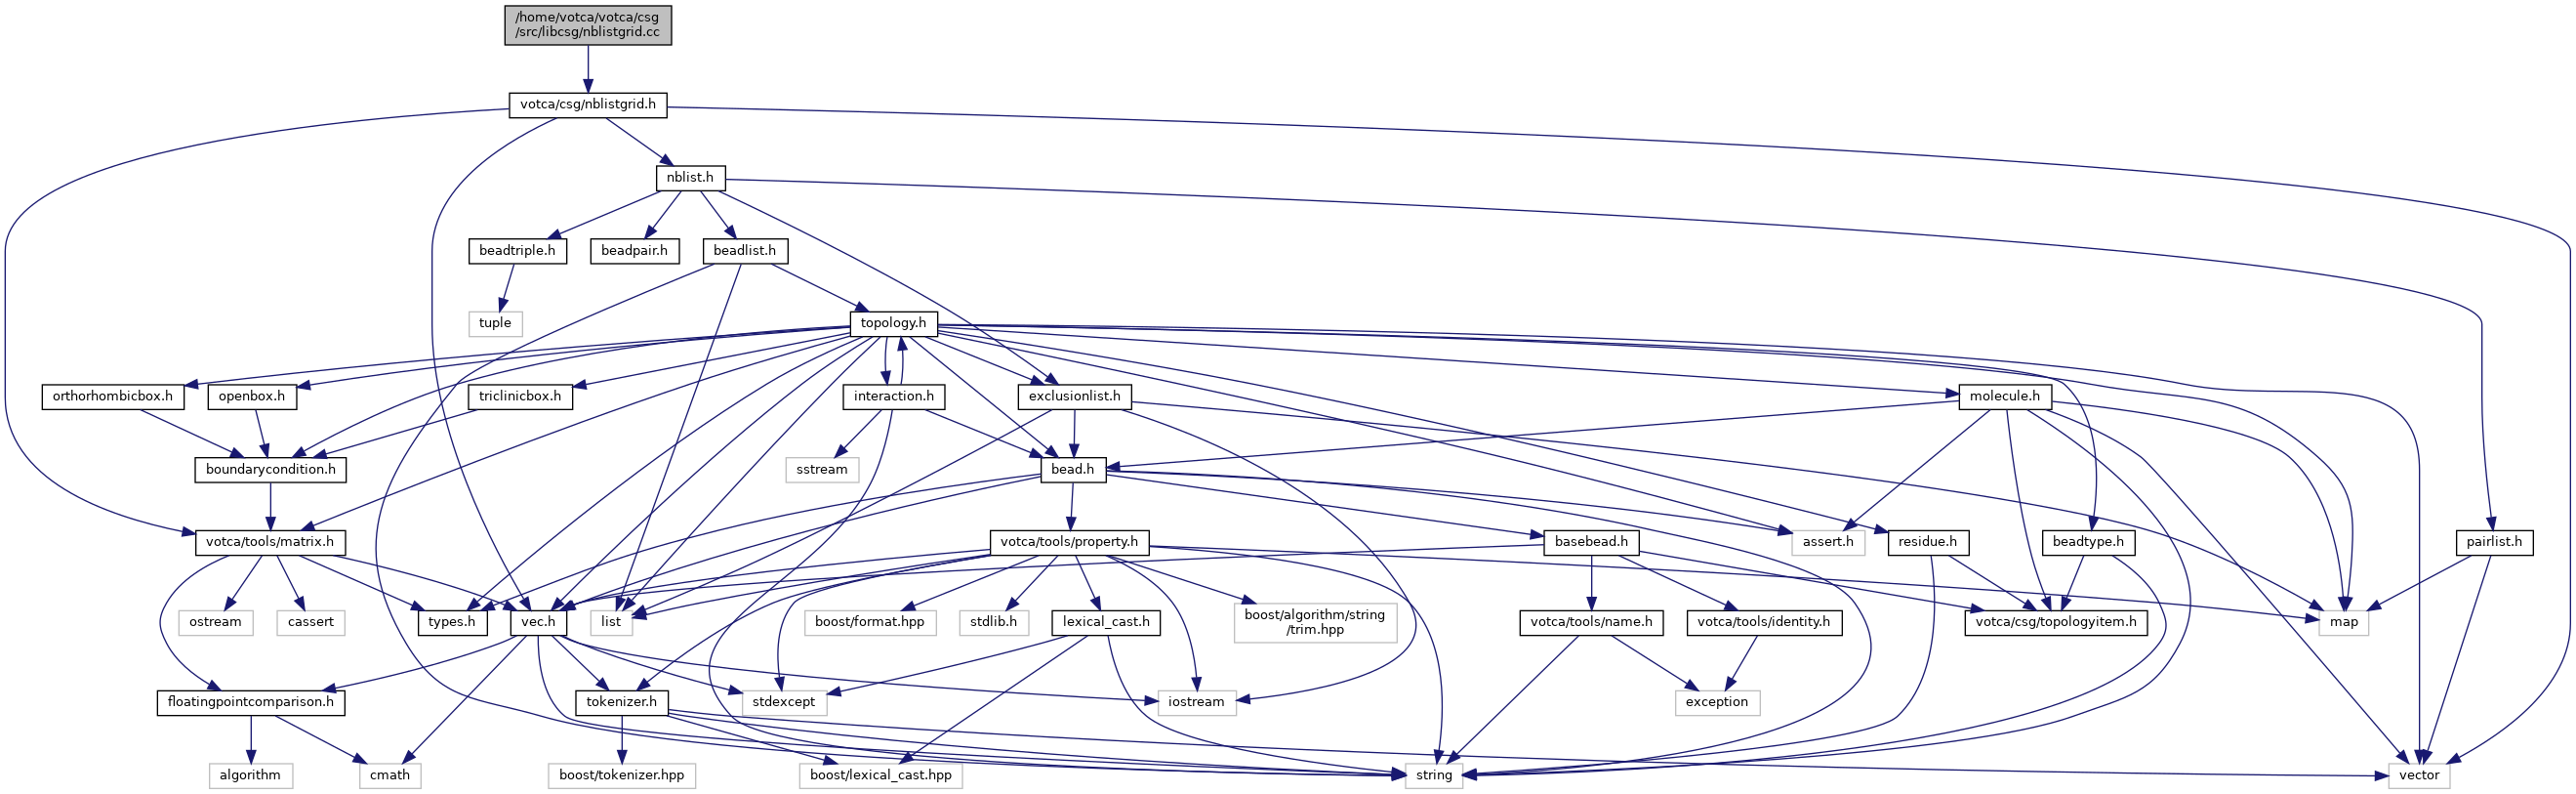 /home/votca/votca/csg
/src/libcsg/nblistgrid.cc
votca/csg/nblistgrid.h
nblist.h
beadtriple.h
beadpair.h
beadlist.h
tuple
topology.h
orthorhombicbox.h
openbox.h
triclinicbox.h
interaction.h
exclusionlist.h
molecule.h
boundarycondition.h
sstream
bead.h
votca/tools/matrix.h
votca/tools/property.h
basebead.h
assert.h
residue.h
beadtype.h
pairlist.h
ostream
cassert
types.h
vec.h
list
boost/format.hpp
stdlib.h
lexical_cast.h
boost/algorithm/string
/trim.hpp
votca/tools/name.h
votca/tools/identity.h
votca/csg/topologyitem.h
map
floatingpointcomparison.h
tokenizer.h
stdexcept
iostream
exception
algorithm
cmath
boost/tokenizer.hpp
boost/lexical_cast.hpp
string
vector